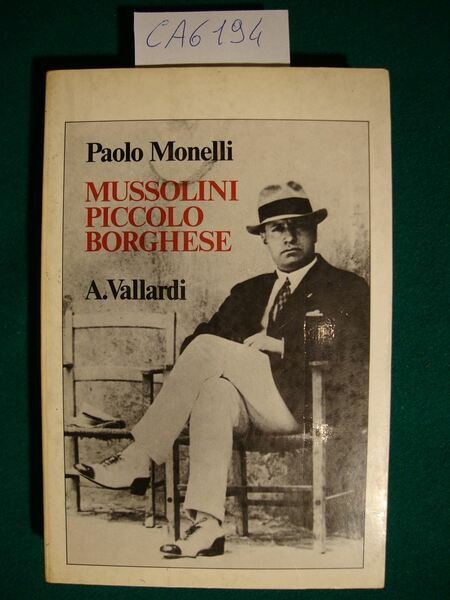 CA6194
Paolo Monelli
MUSSOLINI
PICCOLO
BORGHESE
A.Vallardi